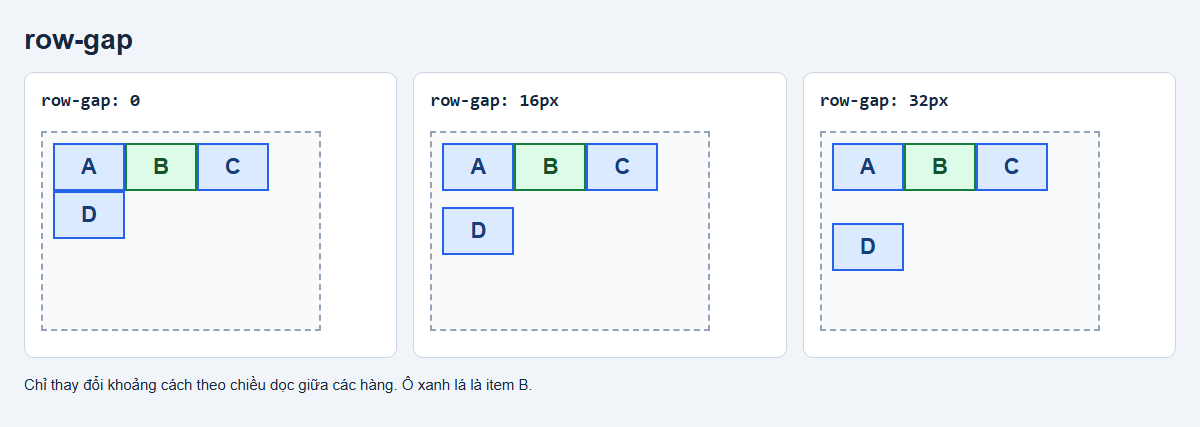 row-gap
row-gap: 0
A B C
D
row-gap: 16px
A B C
D
row-gap: 32px
A B C
D
Chỉ thay đổi khoảng cách theo chiều dọc giữa các hàng. Ô xanh lá là item B.